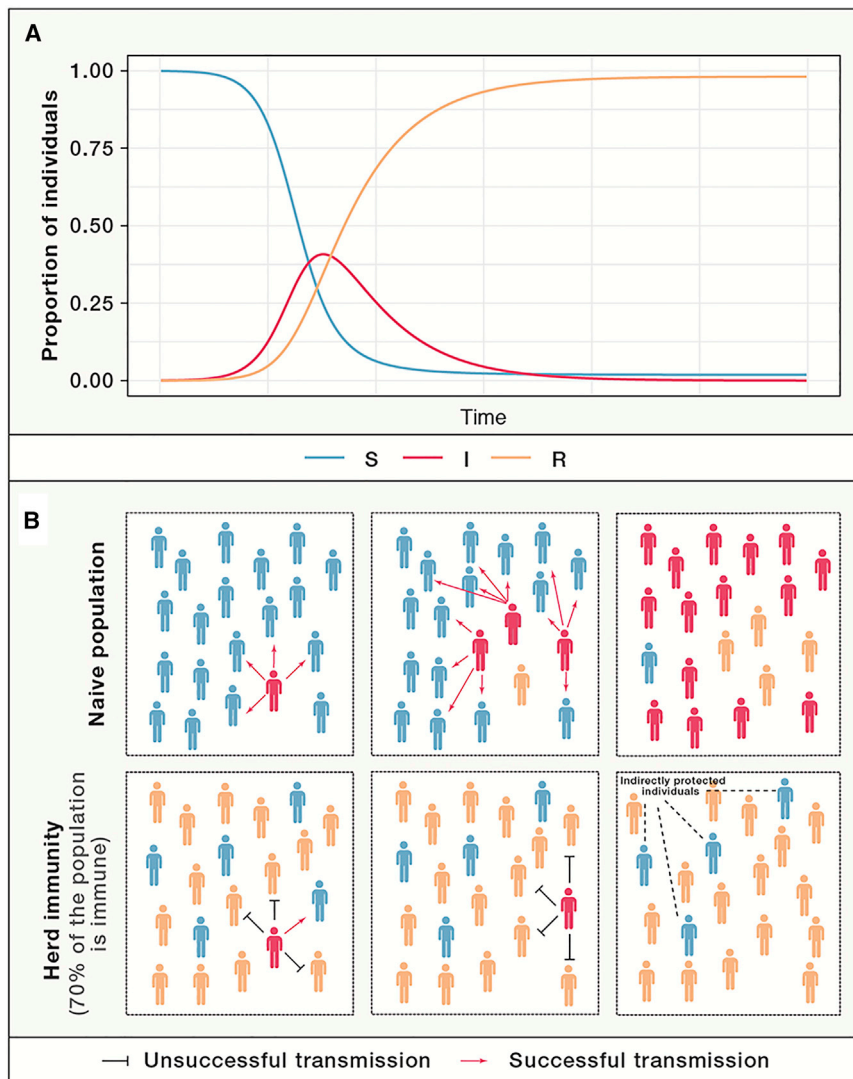 A
Proportion of individuals
1.00
0.75
0.50
0.25
0.00
Time
S I R
B
Naive population
Herd immunity
(70% of the population
is immune)
Indirectly protected
individuals
Unsuccessful transmission Successful transmission